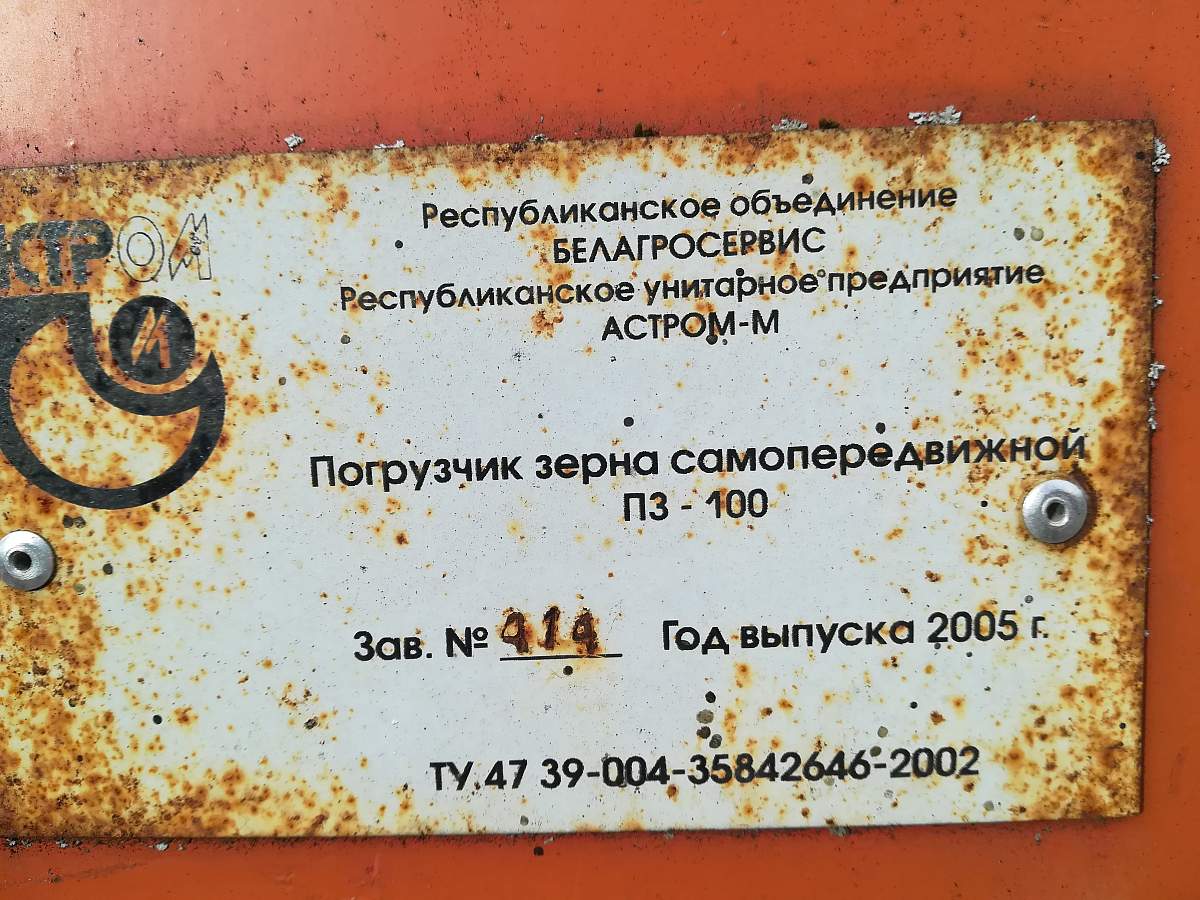 Республиканское объединение
БЕЛАГРОСЕРВИС
Республиканское унитарное предприятие
АСТРОМ-М
Погрузчик зерна самопередвижной
ПЗ - 100
Зав. № 414 Год выпуска 2005 г.
ТУ.47 39-004-35842646-2002